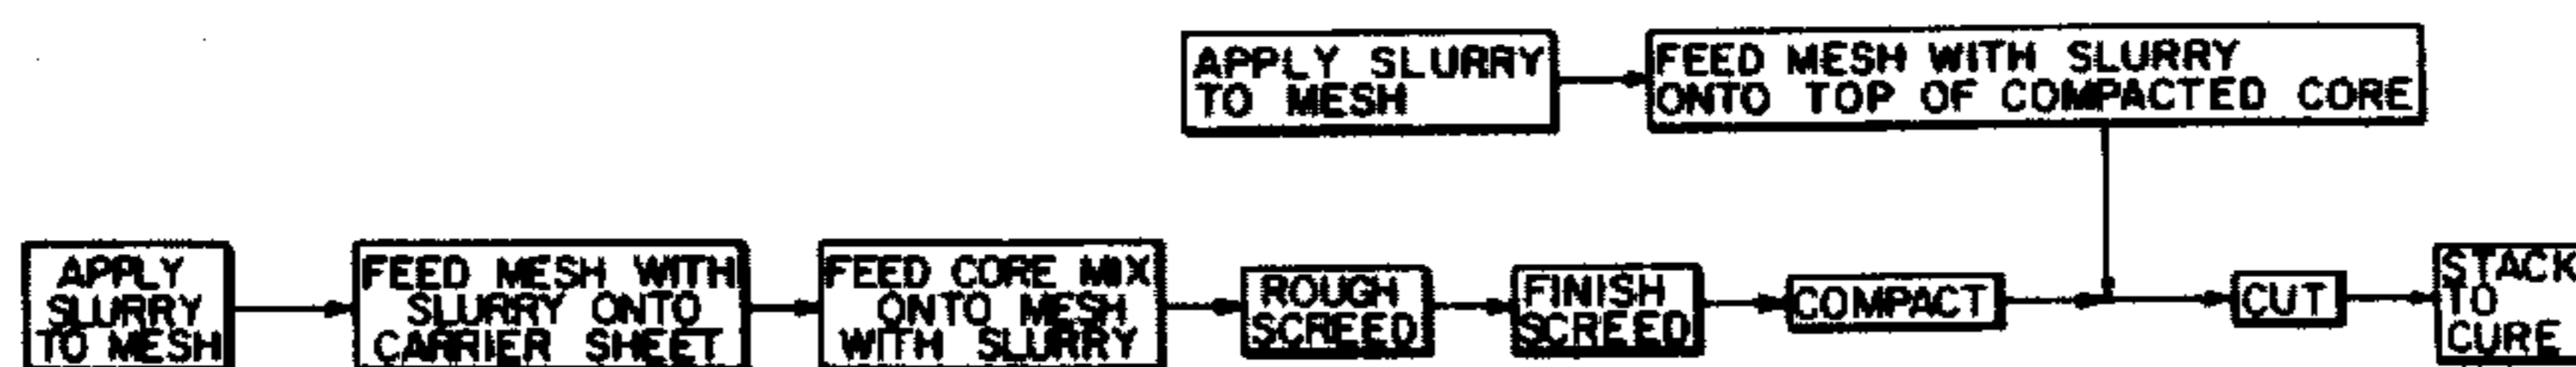 APPLY SLURRY
TO MESH
FEED MESH WITH SLURRY
ONTO TOP OF COMPACTED CORE
APPLY
SLURRY
TO MESH
FEED MESH WITH
SLURRY ONTO
CARRIER SHEET
FEED CORE MIX
ONTO MESH
WITH SLURRY
ROUGH
SCREED
FINISH
SCREED
COMPACT
CUT
STACK
TO
CURE